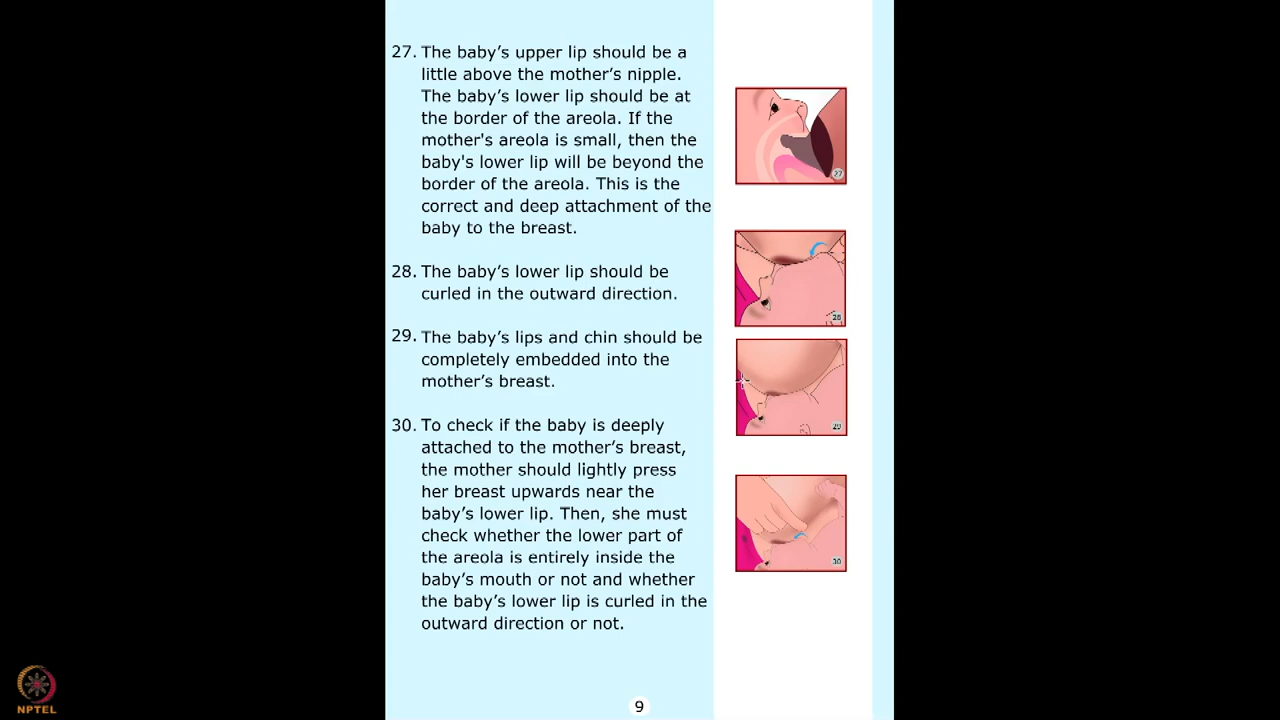 27. The baby's upper lip should be a
little above the mother's nipple.
The baby's lower lip should be at
the border of the areola. If the
mother's areola is small, then the
baby's lower lip will be beyond the
border of the areola. This is the
correct and deep attachment of the
baby to the breast.
27
28. The baby's lower lip should be
curled in the outward direction.
28
29. The baby's lips and chin should be
completely embedded into the
mother's breast.
29
30. To check if the baby is deeply
attached to the mother's breast,
the mother should lightly press
her breast upwards near the
baby's lower lip. Then, she must
check whether the lower part of
the areola is entirely inside the
baby's mouth or not and whether
the baby's lower lip is curled in the
outward direction or not.
30
9
NPTEL